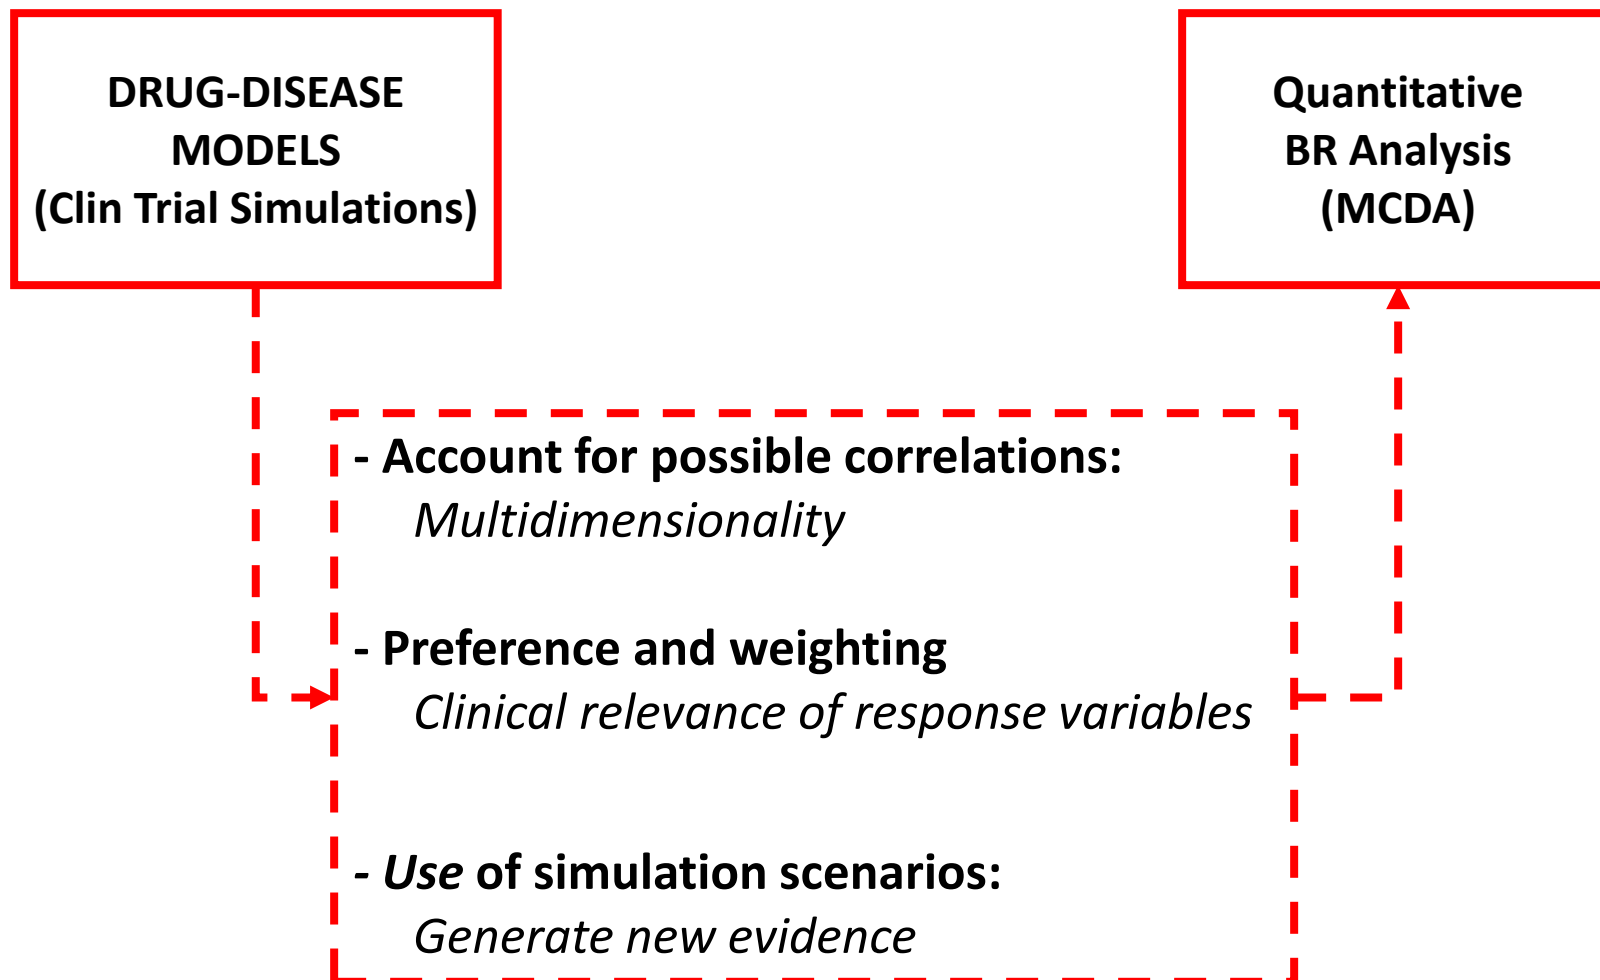 DRUG-DISEASE
MODELS
(Clin Trial Simulations)
Quantitative
BR Analysis
(MCDA)
- Account for possible correlations:
Multidimensionality
- Preference and weighting
Clinical relevance of response variables
- Use of simulation scenarios:
Generate new evidence